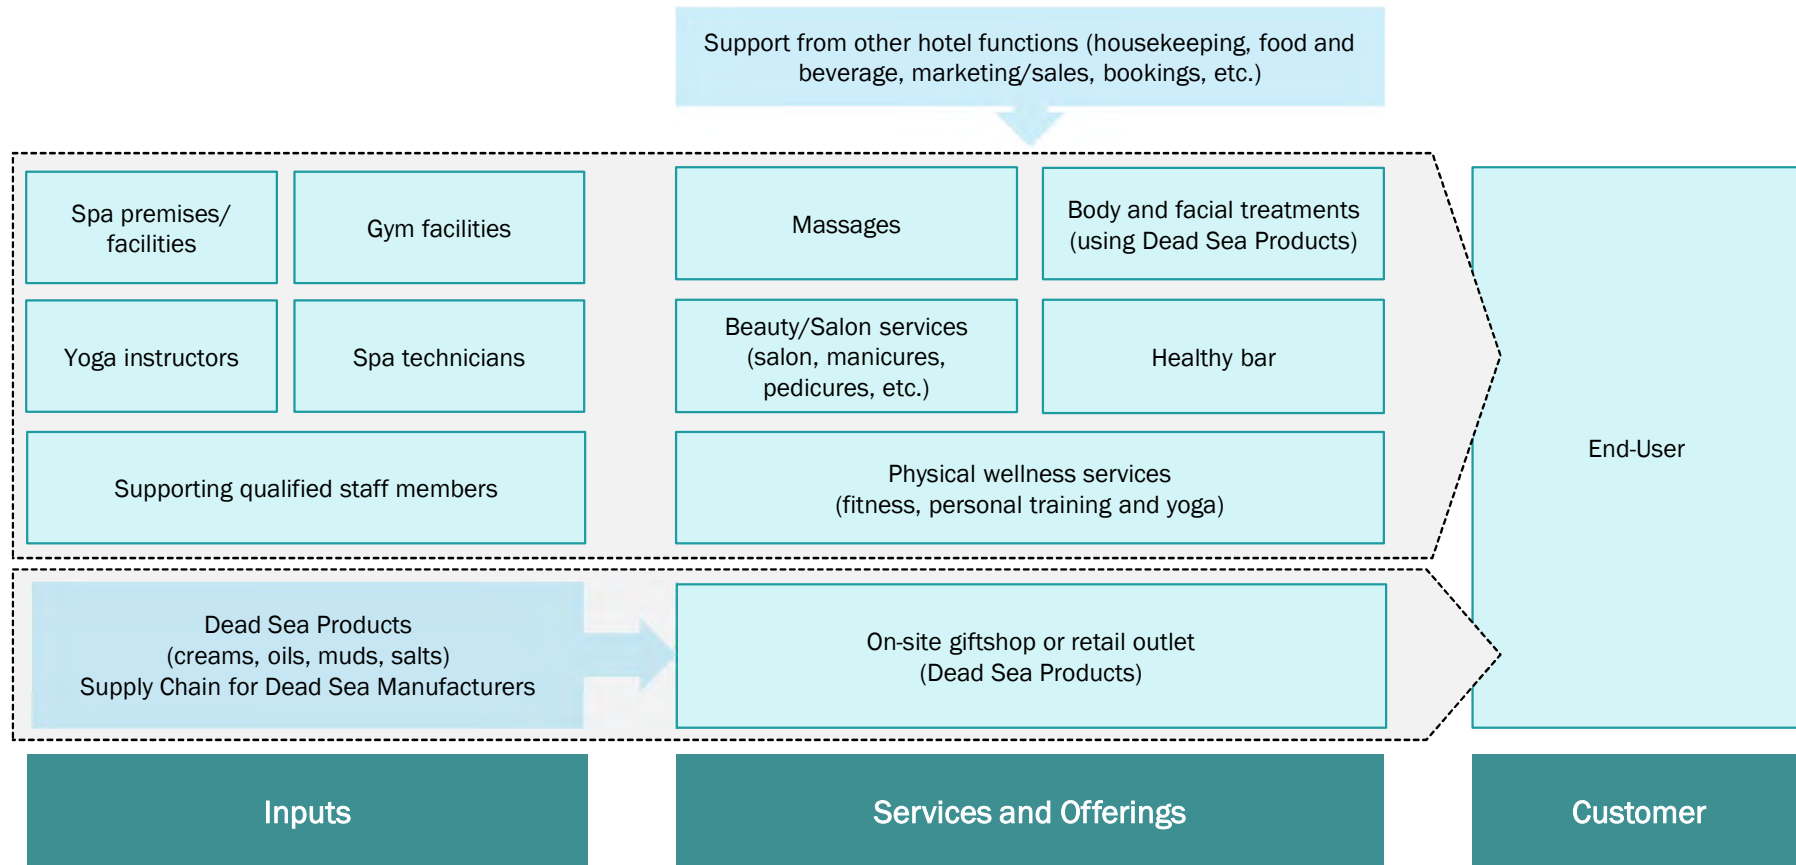 Support from other hotel functions (housekeeping, food and
beverage, marketing/sales, bookings, etc.)
Spa premises/
facilities
Gym facilities
Massages
Body and facial treatments
(using Dead Sea Products)
Yoga instructors
Spa technicians
Beauty/Salon services
(salon, manicures,
pedicures, etc.)
Healthy bar
Supporting qualified staff members
Physical wellness services
(fitness, personal training and yoga)
End-User
Dead Sea Products
(creams, oils, muds, salts)
Supply Chain for Dead Sea Manufacturers
On-site giftshop or retail outlet
(Dead Sea Products)
Inputs
Services and Offerings
Customer